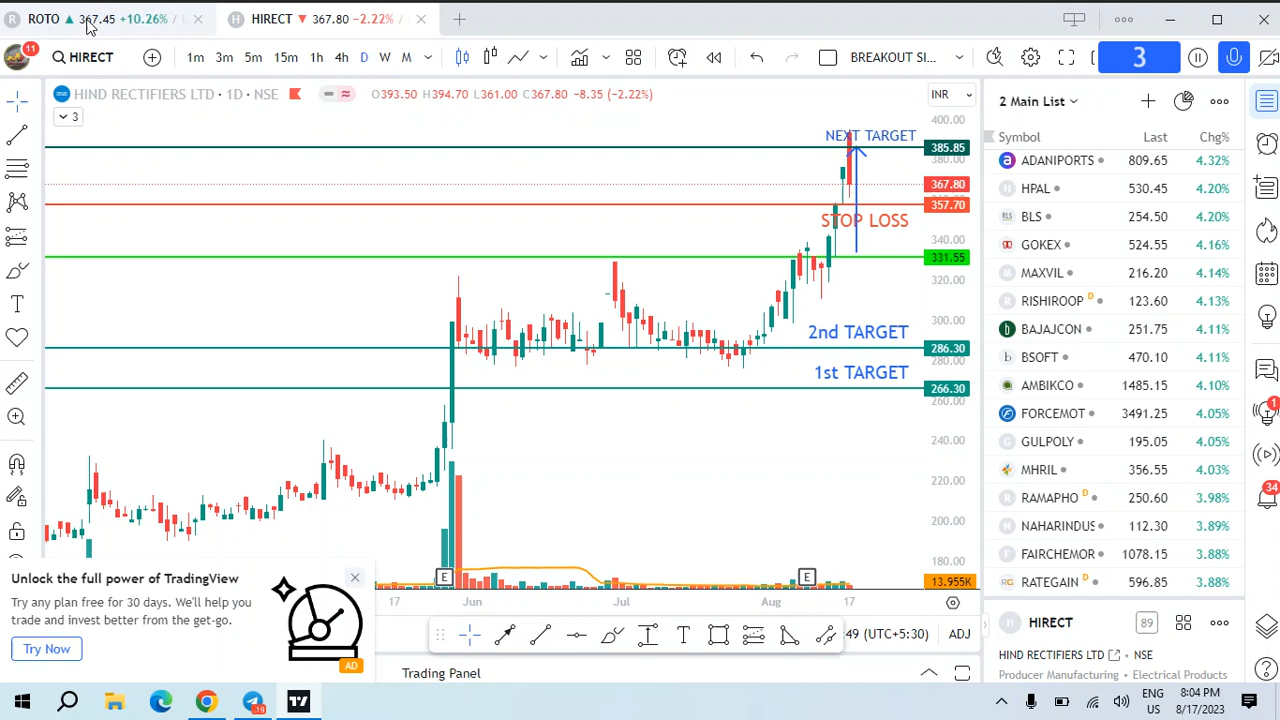 R ROTO ▲ 367.45 +10.26% /
H HIRECT ▼ 367.80 −2.22% /
11
HIRECT
1m 3m 5m 15m 1h 4h D W M
BREAKOUT SI...
3
HIND RECTIFIERS LTD · 1D · NSE
O393.50 H394.70 L361.00 C367.80 −8.35 (−2.22%)
INR
3
NEXT TARGET
STOP LOSS
2nd TARGET
1st TARGET
400.00
385.85
380.00
367.80
357.70
340.00
331.55
320.00
300.00
286.30
280.00
266.30
260.00
240.00
220.00
200.00
180.00
13.955K
E
E
17 Jun Jul Aug 17
49 (UTC+5:30) ADJ
Trading Panel
Unlock the full power of TradingView
Try any plan free for 30 days. We'll help you
trade and invest better from the get-go.
Try Now
AD
2 Main List
Symbol Last Chg%
ADANIPORTS 809.65 4.32%
HPAL 530.45 4.20%
BLS 254.50 4.20%
GOKEX 524.55 4.16%
MAXVIL 216.20 4.14%
RISHIROOP D 123.60 4.13%
BAJAJCON 251.75 4.11%
BSOFT 470.10 4.11%
AMBIKCO 1485.15 4.10%
FORCEMOT 3491.25 4.05%
GULPOLY 195.05 4.05%
MHRIL 356.55 4.03%
RAMAPHO D 250.60 3.98%
NAHARINDUS 112.30 3.89%
FAIRCHEMOR 1078.15 3.88%
RATEGAIN D 596.85 3.88%
H HIRECT 89
HIND RECTIFIERS LTD · NSE
Producer Manufacturing · Electrical Products
1
34
19
ENG
US
8:04 PM
8/17/2023